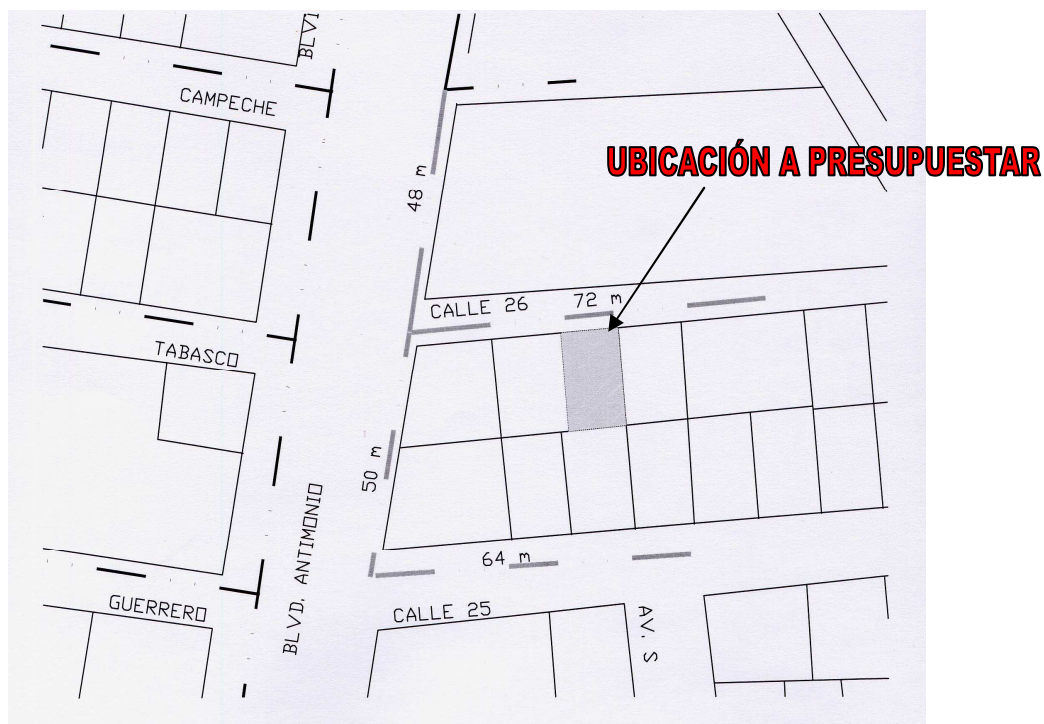 BLVD
CAMPECHE
UBICACIÓN A PRESUPUESTAR
48 m
CALLE 26
72 m
TABASCO
50 m
BLVD. ANTIMONIO
64 m
GUERRERO
CALLE 25
AV. S